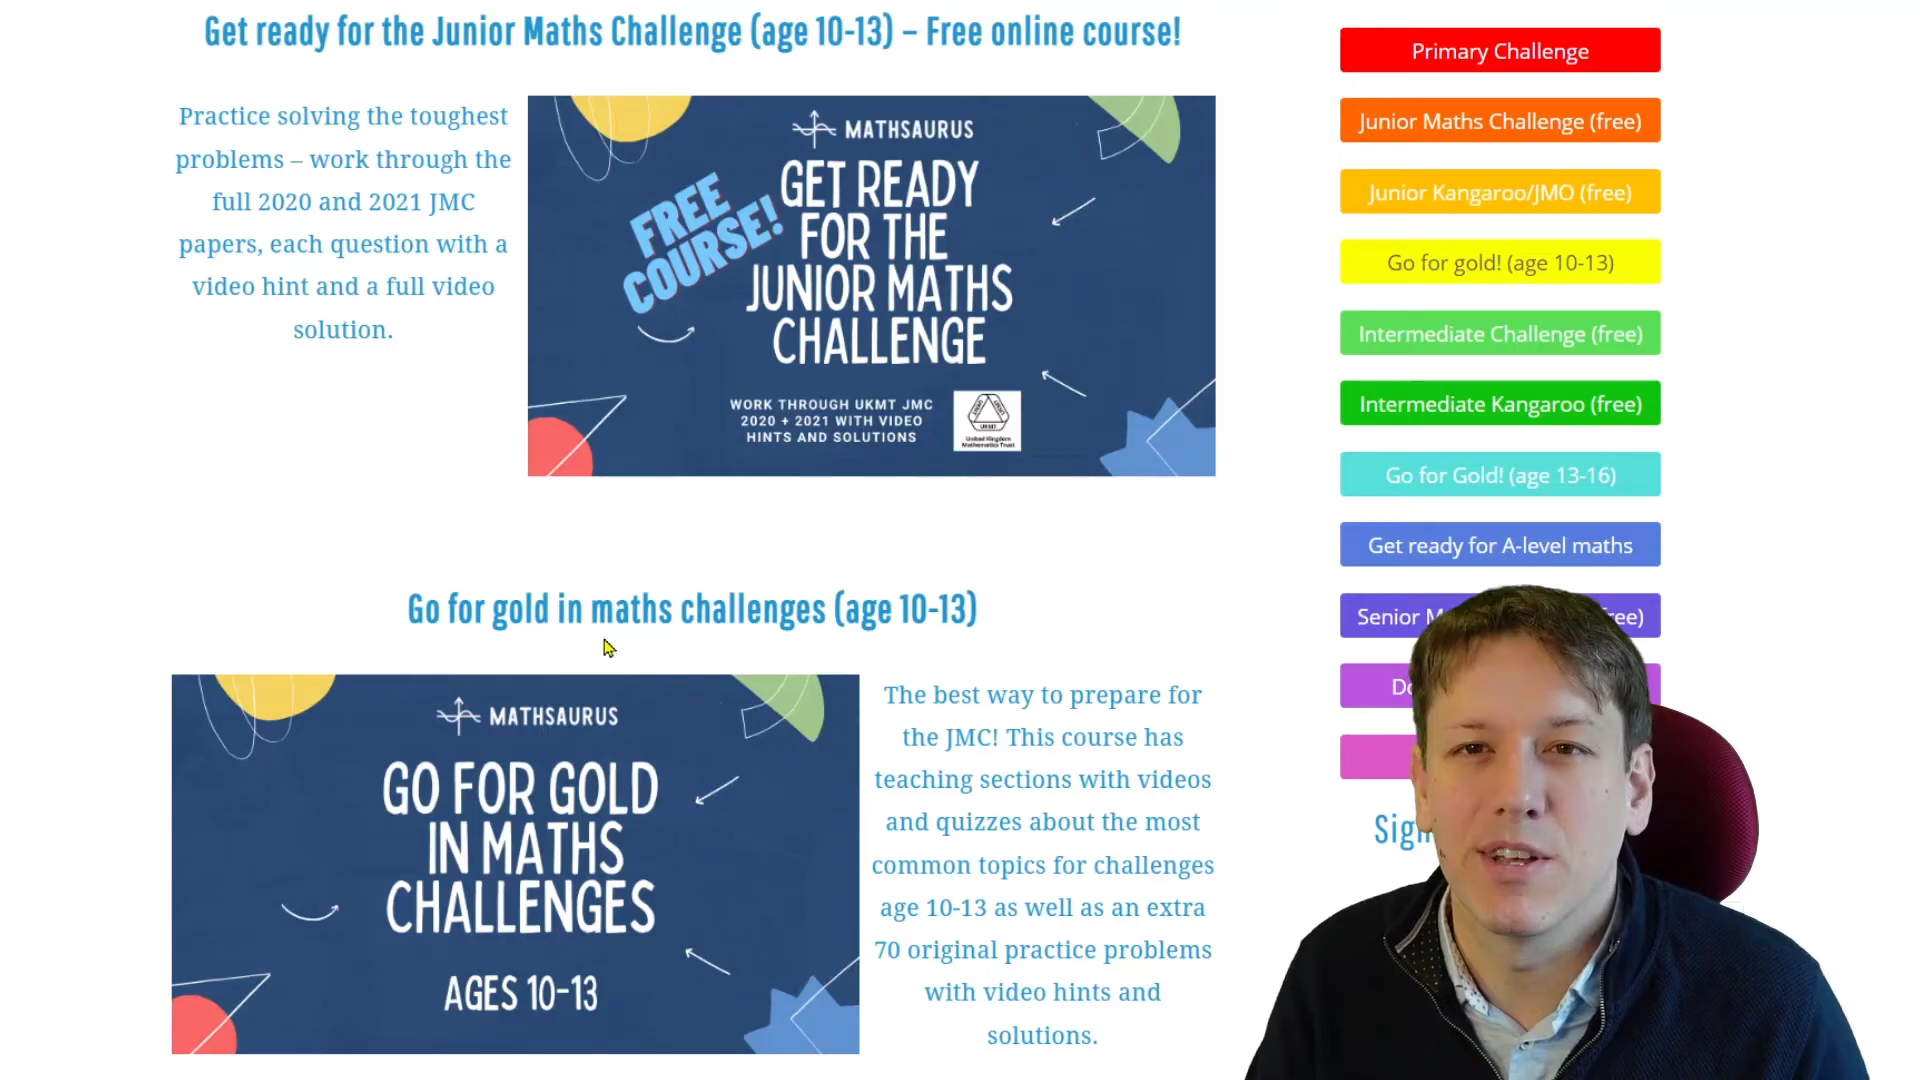 Get ready for the Junior Maths Challenge (age 10-13) – Free online course!
Practice solving the toughest
problems – work through the
full 2020 and 2021 JMC
papers, each question with a
video hint and a full video
solution.
MATHSAURUS
FREE
COURSE!
GET READY
FOR THE
JUNIOR MATHS
CHALLENGE
WORK THROUGH UKMT JMC
2020 + 2021 WITH VIDEO
HINTS AND SOLUTIONS
UKMT
United Kingdom
Mathematics Trust
Go for gold in maths challenges (age 10-13)
MATHSAURUS
GO FOR GOLD
IN MATHS
CHALLENGES
AGES 10-13
The best way to prepare for
the JMC! This course has
teaching sections with videos
and quizzes about the most
common topics for challenges
age 10-13 as well as an extra
70 original practice problems
with video hints and
solutions.
Primary Challenge
Junior Maths Challenge (free)
Junior Kangaroo/JMO (free)
Go for gold! (age 10-13)
Intermediate Challenge (free)
Intermediate Kangaroo (free)
Go for Gold! (age 13-16)
Get ready for A-level maths
Senior
Sign